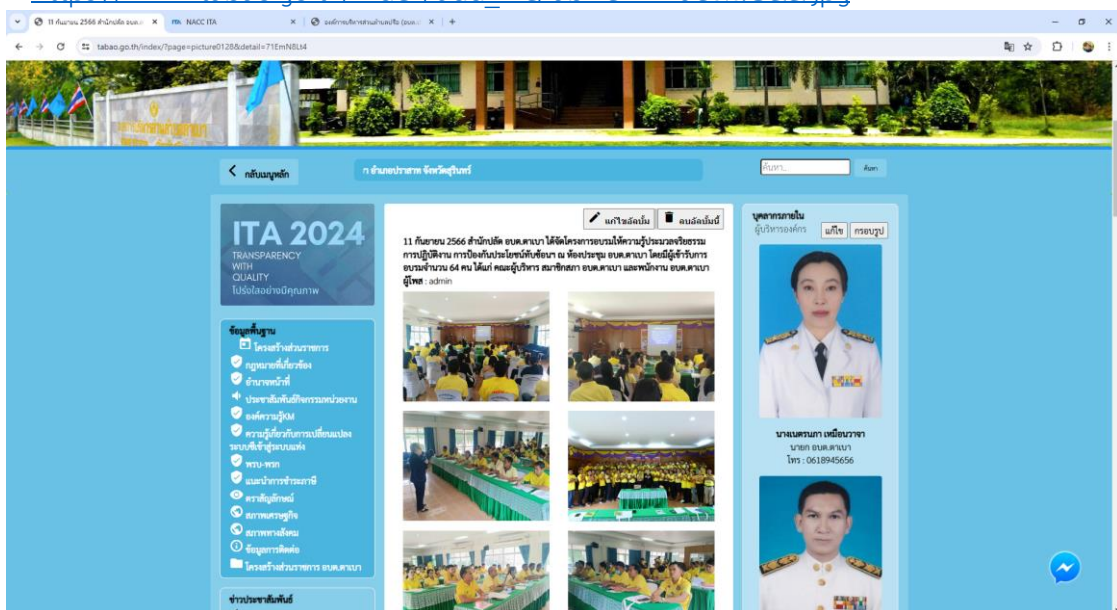 11 กันยายน 2566 สำนักปลัด อบต.ต
NACC ITA
tabao.go.th/index/?page=picture0128&detail=71EmN8Lt4
กลับเมนูหลัก
า อำเภอปราสาท จังหวัดสุรินทร์
ค้นหา...
ค้นหา
ITA 2024
TRANSPARENCY
WITH
QUALITY
โปร่งใสอย่างมีคุณภาพ
ข้อมูลพื้นฐาน
โครงสร้างส่วนราชการ
กฎหมายที่เกี่ยวข้อง
อำนาจหน้าที่
ประชาสัมพันธ์กิจกรรมหน่วยงาน
องค์ความรู้KM
ความรู้เกี่ยวกับการเปลี่ยนแปลง
ระบบชีเข้าสู่ระบบแท่ง
พรบ-พรก
แนะนำการชำระภาษี
ตราสัญลักษณ์
สภาพเศรษฐกิจ
สภาพทางสังคม
ข้อมูลการติดต่อ
โครงสร้างส่วนราชการ อบต.ตาเบา
ข่าวประชาสัมพันธ์
แก้ไขอัลบั้ม
ลบอัลบั้มนี้
11 กันยายน 2566 สำนักปลัด อบต.ตาเบา ได้จัดโครงการอบรมให้ความรู้ประมวลจริยธรรม
การปฏิบัติงาน การป้องกันประโยชน์ทับซ้อนฯ ณ ห้องประชุม อบต.ตาเบา โดยมีผู้เข้ารับการ
อบรมจำนวน 64 คน ได้แก่ คณะผู้บริหาร สมาชิกสภา อบต.ตาเบา และพนักงาน อบต.ตาเบา
ผู้โพส : admin
บุคลากรภายใน
ผู้บริหารองค์กร
แก้ไข
กรอบรูป
นางเนตรนภา เหมือนวาจา
นายก อบต.ตาเบา
โทร : 0618945656